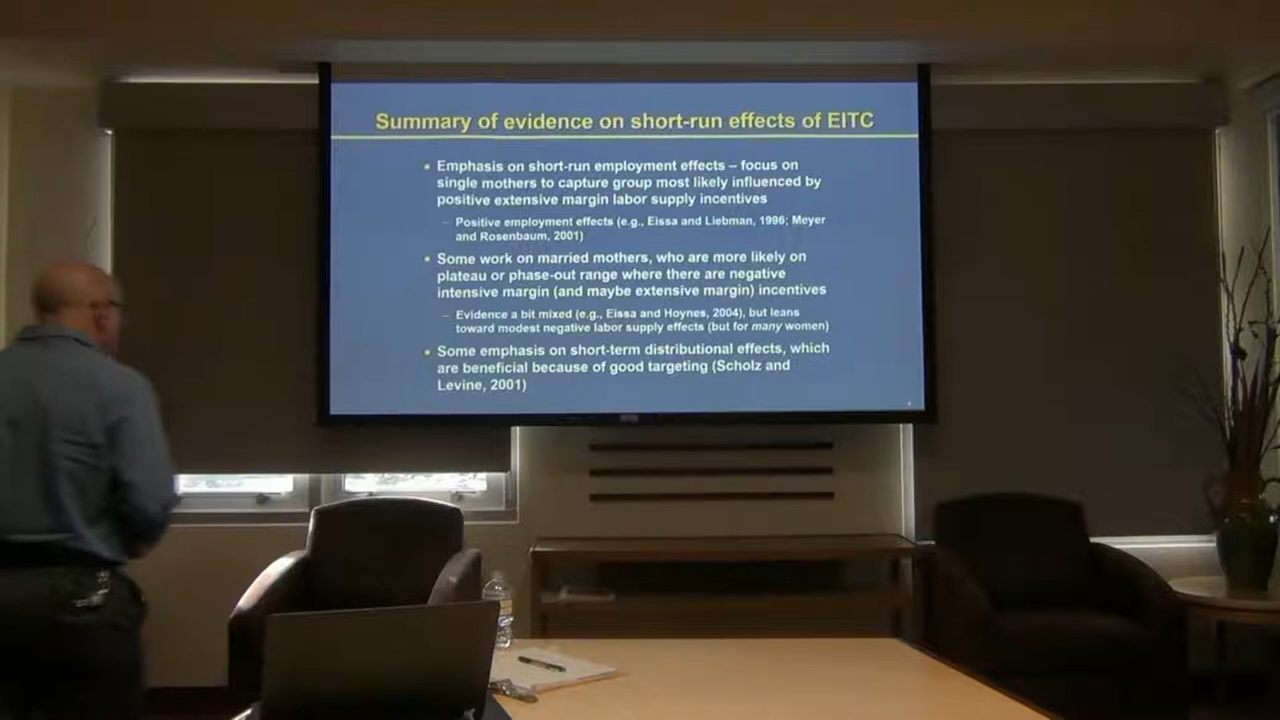 Summary of evidence on short-run effects of EITC
• Emphasis on short-run employment effects – focus on
single mothers to capture group most likely influenced by
positive extensive margin labor supply incentives
– Positive employment effects (e.g., Eissa and Liebman, 1996; Meyer
and Rosenbaum, 2001)
• Some work on married mothers, who are more likely on
plateau or phase-out range where there are negative
intensive margin (and maybe extensive margin) incentives
– Evidence a bit mixed (e.g., Eissa and Hoynes, 2004), but leans
toward modest negative labor supply effects (but for many women)
• Some emphasis on short-term distributional effects, which
are beneficial because of good targeting (Scholz and
Levine, 2001)